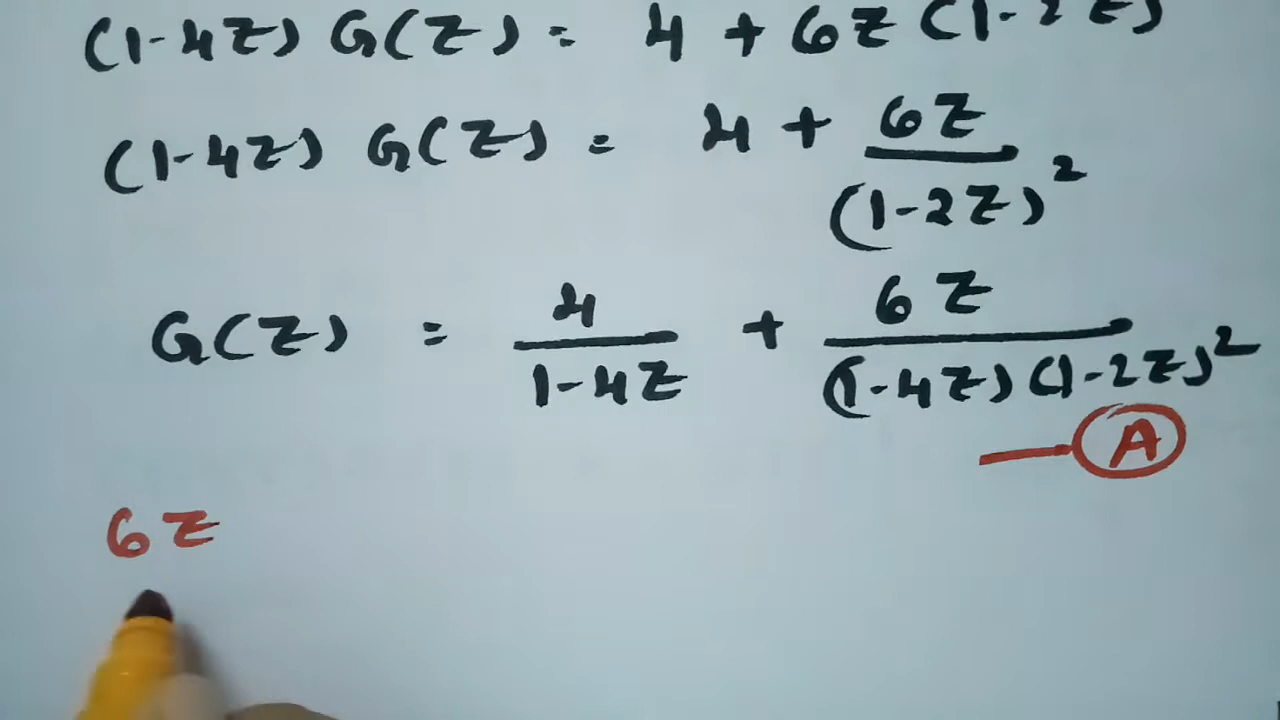 (1-4z) G(z) = 4 + 6z (1-2z)
(1-4z) G(z) = 4 + 6z/(1-2z)²
G(z) = 4/(1-4z) + 6z/((1-4z)(1-2z)²)
— A
6z